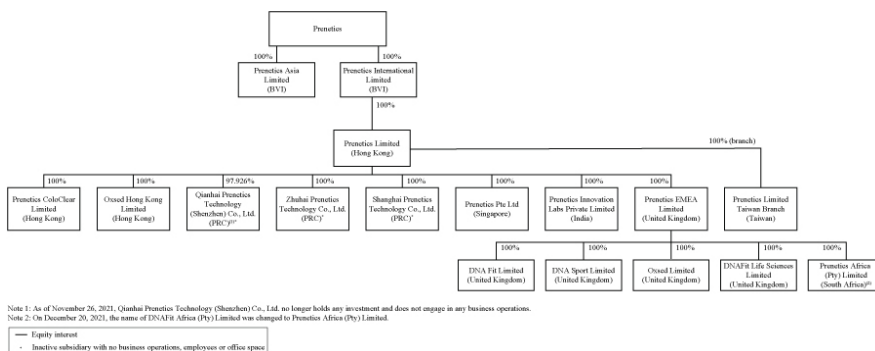 Prenetics
100%
100%
Prenetics Asia
Limited
(BVI)
Prenetics International
Limited
(BVI)
100%
Prenetics Limited
(Hong Kong)
100% (branch)
100%
100%
97.926%
100%
100%
100%
100%
100%
Prenetics ColoClear
Limited
(Hong Kong)
Oxsed Hong Kong
Limited
(Hong Kong)
Qianhai Prenetics
Technology
(Shenzhen) Co., Ltd.
(PRC)⁽¹⁾*
Zhuhai Prenetics
Technology Co., Ltd.
(PRC)*
Shanghai Prenetics
Technology Co., Ltd.
(PRC)*
Prenetics Pte Ltd
(Singapore)
Prenetics Innovation
Labs Private Limited
(India)
Prenetics EMEA
Limited
(United Kingdom)
Prenetics Limited
Taiwan Branch
(Taiwan)
100%
100%
100%
100%
100%
DNA Fit Limited
(United Kingdom)
DNA Sport Limited
(United Kingdom)
Oxsed Limited
(United Kingdom)
DNAFit Life Sciences
Limited
(United Kingdom)
Prenetics Africa
(Pty) Limited
(South Africa)⁽²⁾
Note 1: As of November 26, 2021, Qianhai Prenetics Technology (Shenzhen) Co., Ltd. no longer holds any investment and does not engage in any business operations.
Note 2: On December 20, 2021, the name of DNAFit Africa (Pty) Limited was changed to Prenetics Africa (Pty) Limited.
Equity interest
* Inactive subsidiary with no business operations, employees or office space